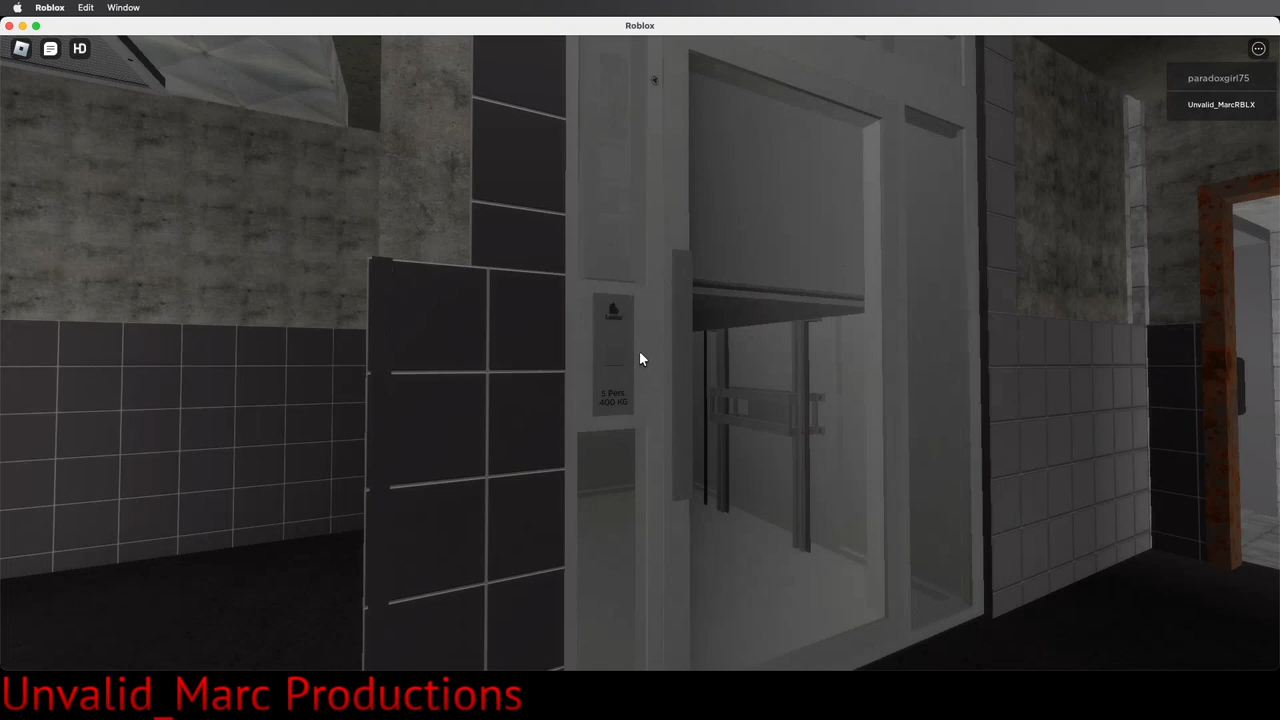 Roblox Edit Window
Roblox
HD
paradoxgirl75
Unvalid_MarcRBLX
5 Pers
400 KG
Unvalid_Marc Productions